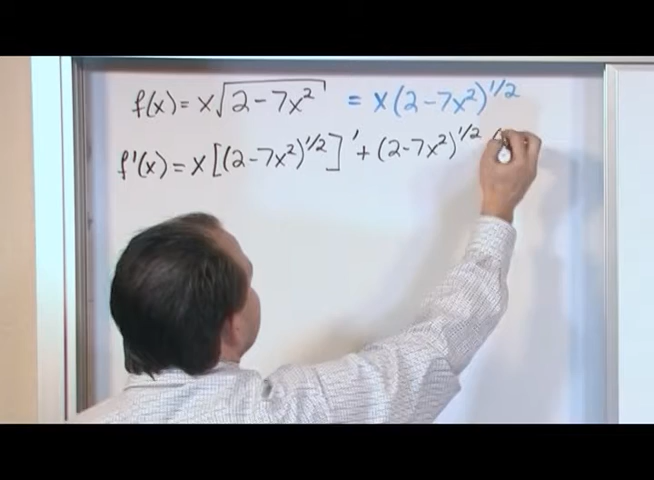 f(x) = x√(2 - 7x²) = x(2 - 7x²)^1/2
f'(x) = x[(2 - 7x²)^1/2]' + (2 - 7x²)^1/2 (